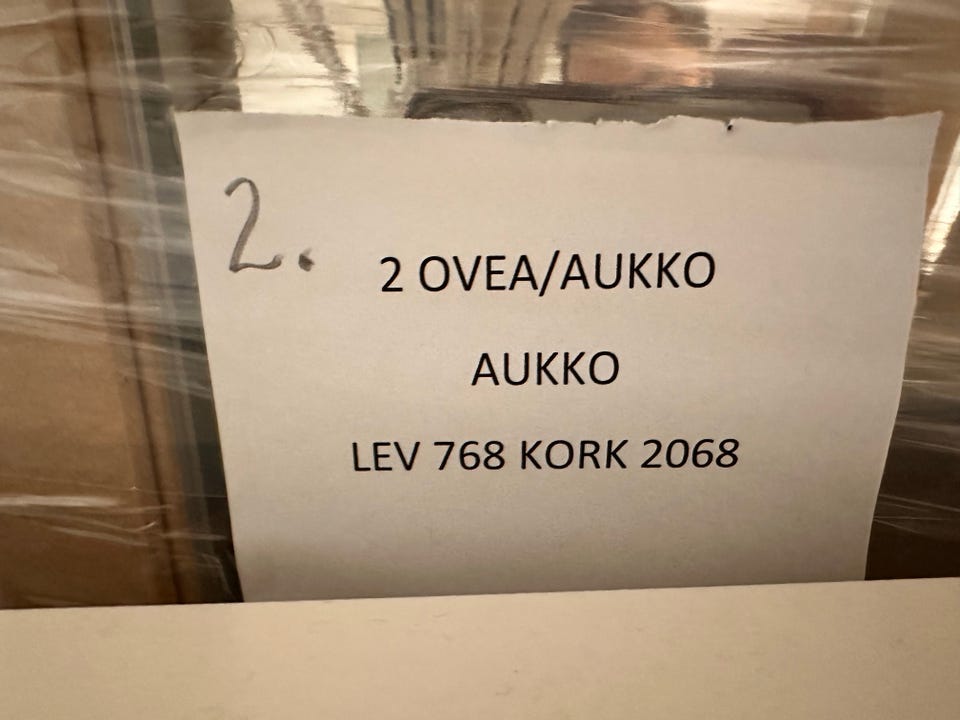 2.
2 OVEA/AUKKO
AUKKO
LEV 768 KORK 2068